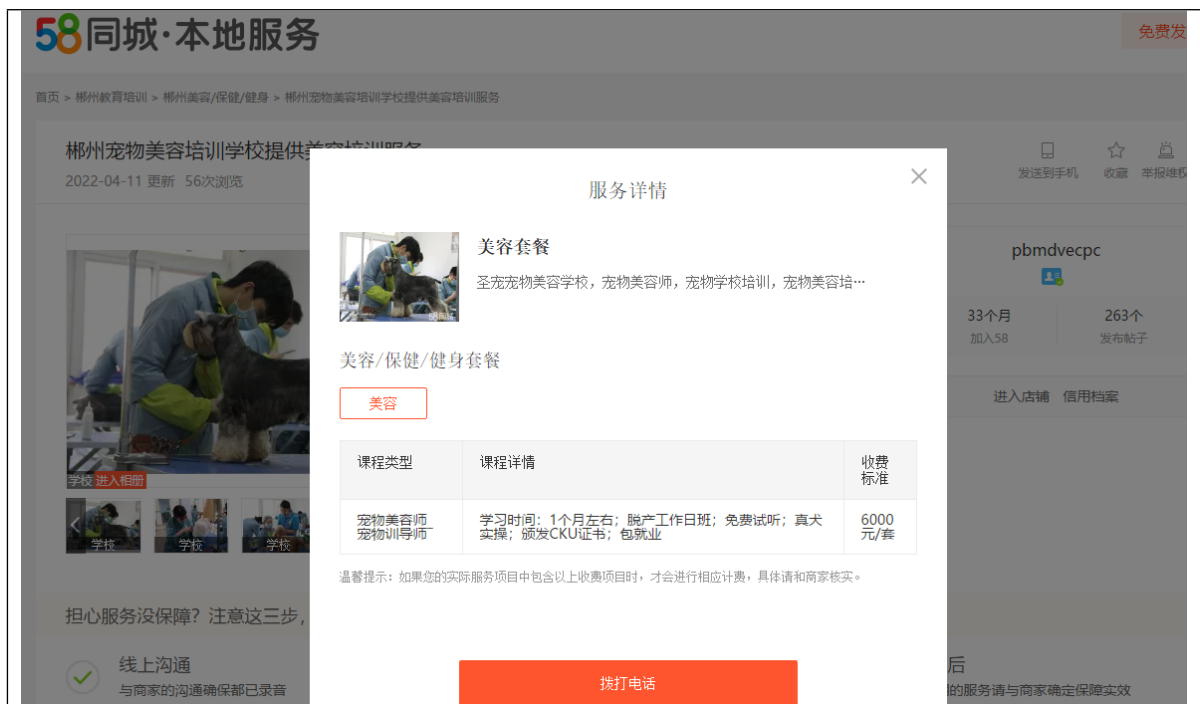 58同城·本地服务
免费发
首页 > 郴州教育培训 > 郴州美容/保健/健身 > 郴州宠物美容培训学校提供美容培训服务
郴州宠物美容培训学校提供美容培训服务
2022-04-11 更新 56次浏览
发送到手机 收藏 举报维权
服务详情
美容套餐
圣宠宠物美容学校，宠物美容师，宠物学校培训，宠物美容培…
58同城
pbmdvecpc
33个月 263个
加入58 发布帖子
进入店铺 信用档案
美容/保健/健身套餐
美容
课程类型 课程详情 收费
标准
宠物美容师
宠物训导师
学习时间：1个月左右；脱产工作日班；免费试听；真犬
实操；颁发CKU证书；包就业
6000
元/套
温馨提示：如果您的实际服务项目中包含以上收费项目时，才会进行相应计费，具体请和商家核实。
学校 进入相册
学校 学校 学校
担心服务没保障？注意这三步，
线上沟通
与商家的沟通确保都已录音
拨打电话
后
的服务请与商家确定保障实效